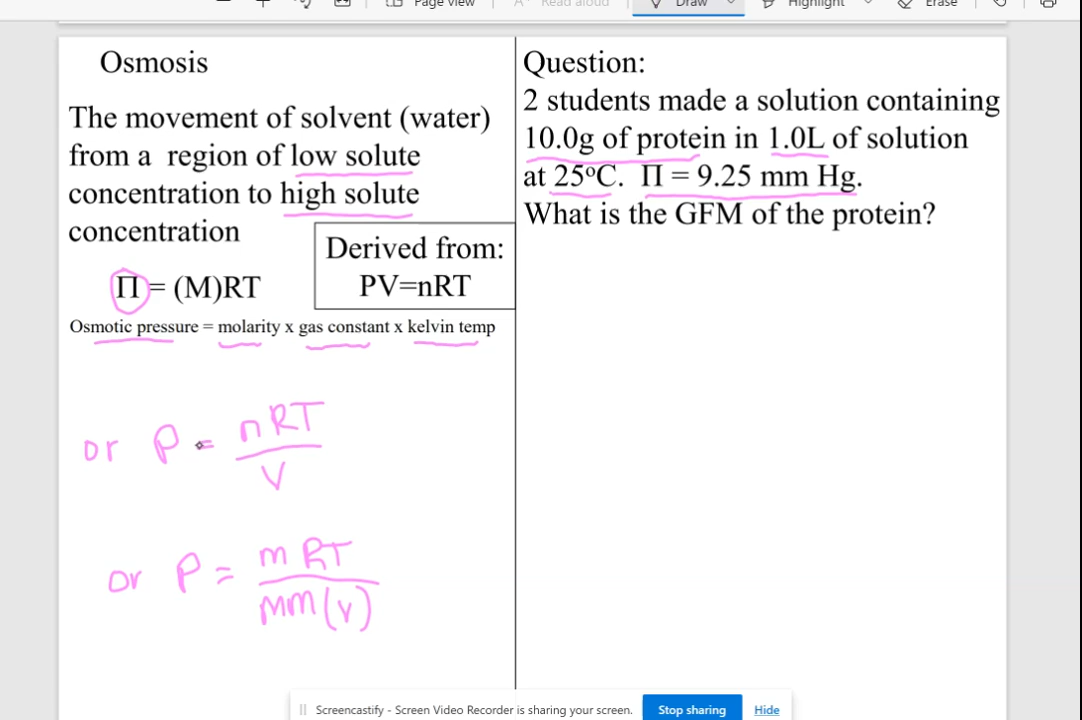 Page view
Read aloud
Draw
Highlight
Erase
Osmosis
The movement of solvent (water)
from a region of low solute
concentration to high solute
concentration
Derived from:
PV=nRT
Π = (M)RT
Osmotic pressure = molarity x gas constant x kelvin temp
or P = nRT
V
or P = mRT
mm(V)
Question:
2 students made a solution containing
10.0g of protein in 1.0L of solution
at 25°C. Π = 9.25 mm Hg.
What is the GFM of the protein?
Screencastify - Screen Video Recorder is sharing your screen.
Stop sharing
Hide